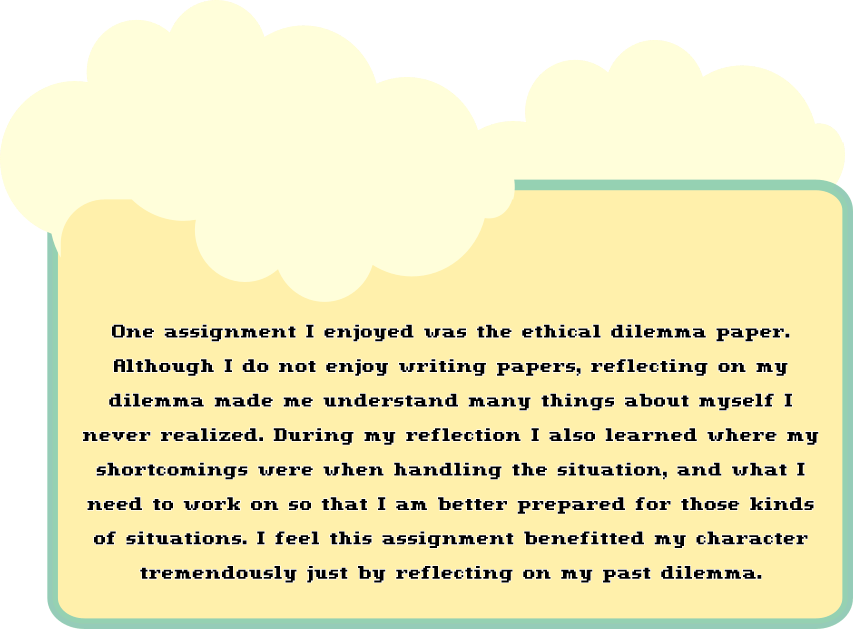 One assignment I enjoyed was the ethical dilemma paper.
Although I do not enjoy writing papers, reflecting on my
dilemma made me understand many things about myself I
never realized. During my reflection I also learned where my
shortcomings were when handling the situation, and what I
need to work on so that I am better prepared for those kinds
of situations. I feel this assignment benefitted my character
tremendously just by reflecting on my past dilemma.